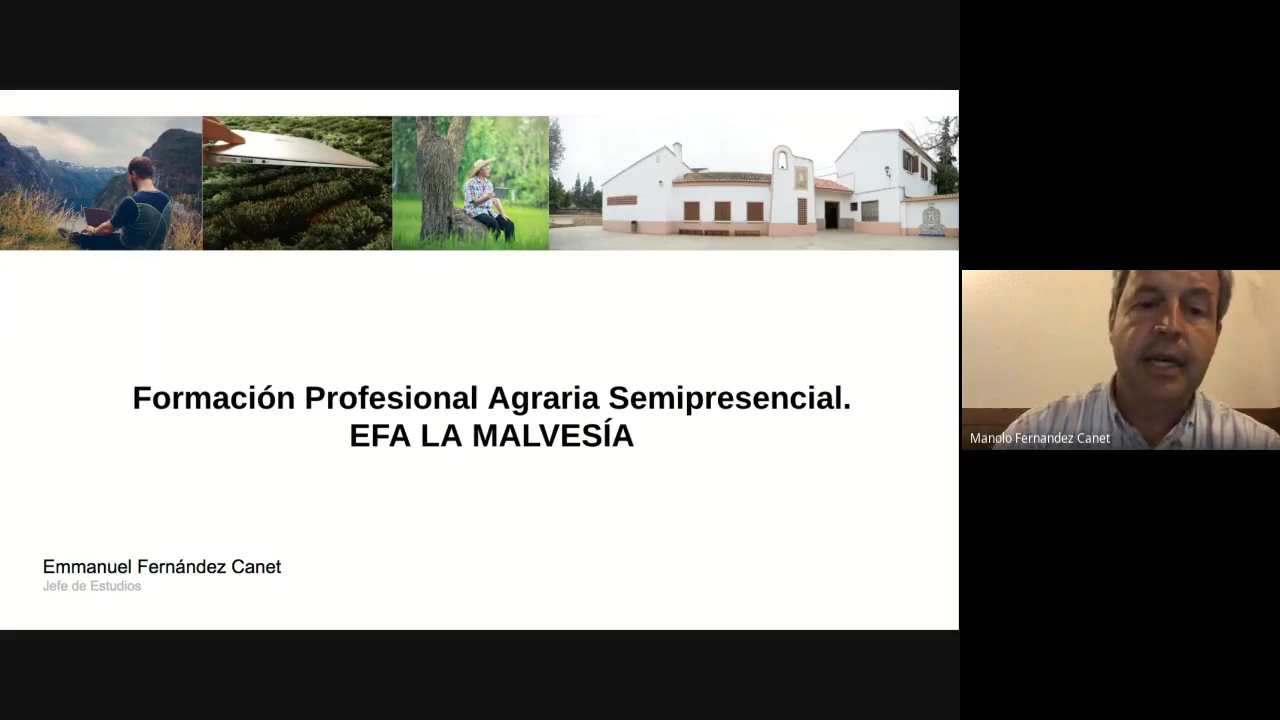 Formación Profesional Agraria Semipresencial.
EFA LA MALVESÍA
Emmanuel Fernández Canet
Jefe de Estudios
Manolo Fernandez Canet